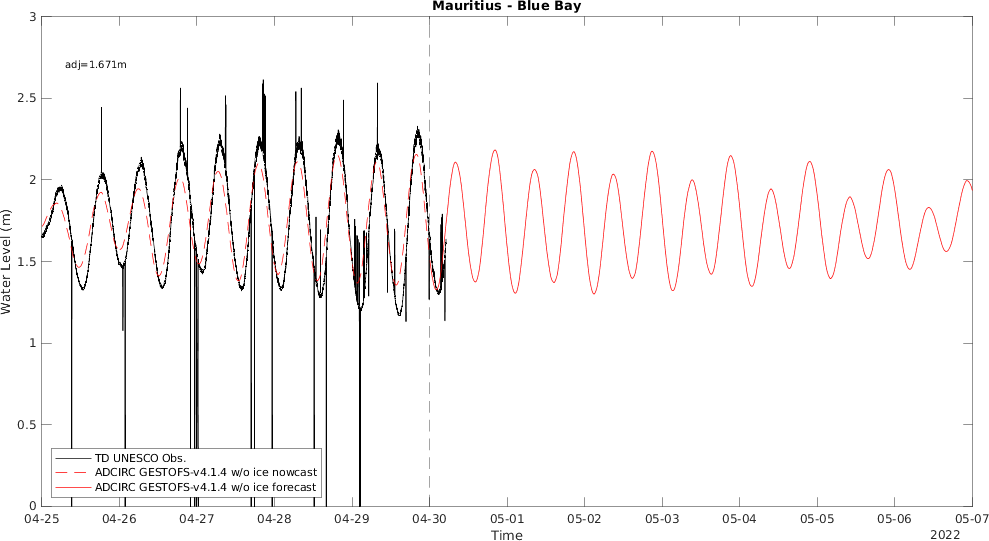 Mauritius - Blue Bay
adj=1.671m
Water Level (m)
3
2.5
2
1.5
1
0.5
0
TD UNESCO Obs.
ADCIRC GESTOFS-v4.1.4 w/o ice nowcast
ADCIRC GESTOFS-v4.1.4 w/o ice forecast
04-25 04-26 04-27 04-28 04-29 04-30 05-01 05-02 05-03 05-04 05-05 05-06 05-07
Time
2022